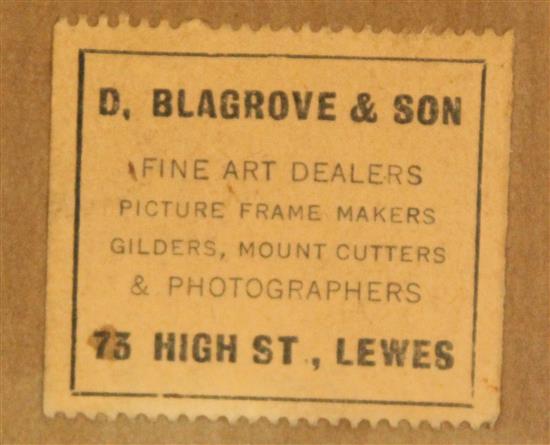 D. BLAGROVE & SON
FINE ART DEALERS
PICTURE FRAME MAKERS
GILDERS, MOUNT CUTTERS
& PHOTOGRAPHERS
73 HIGH ST., LEWES